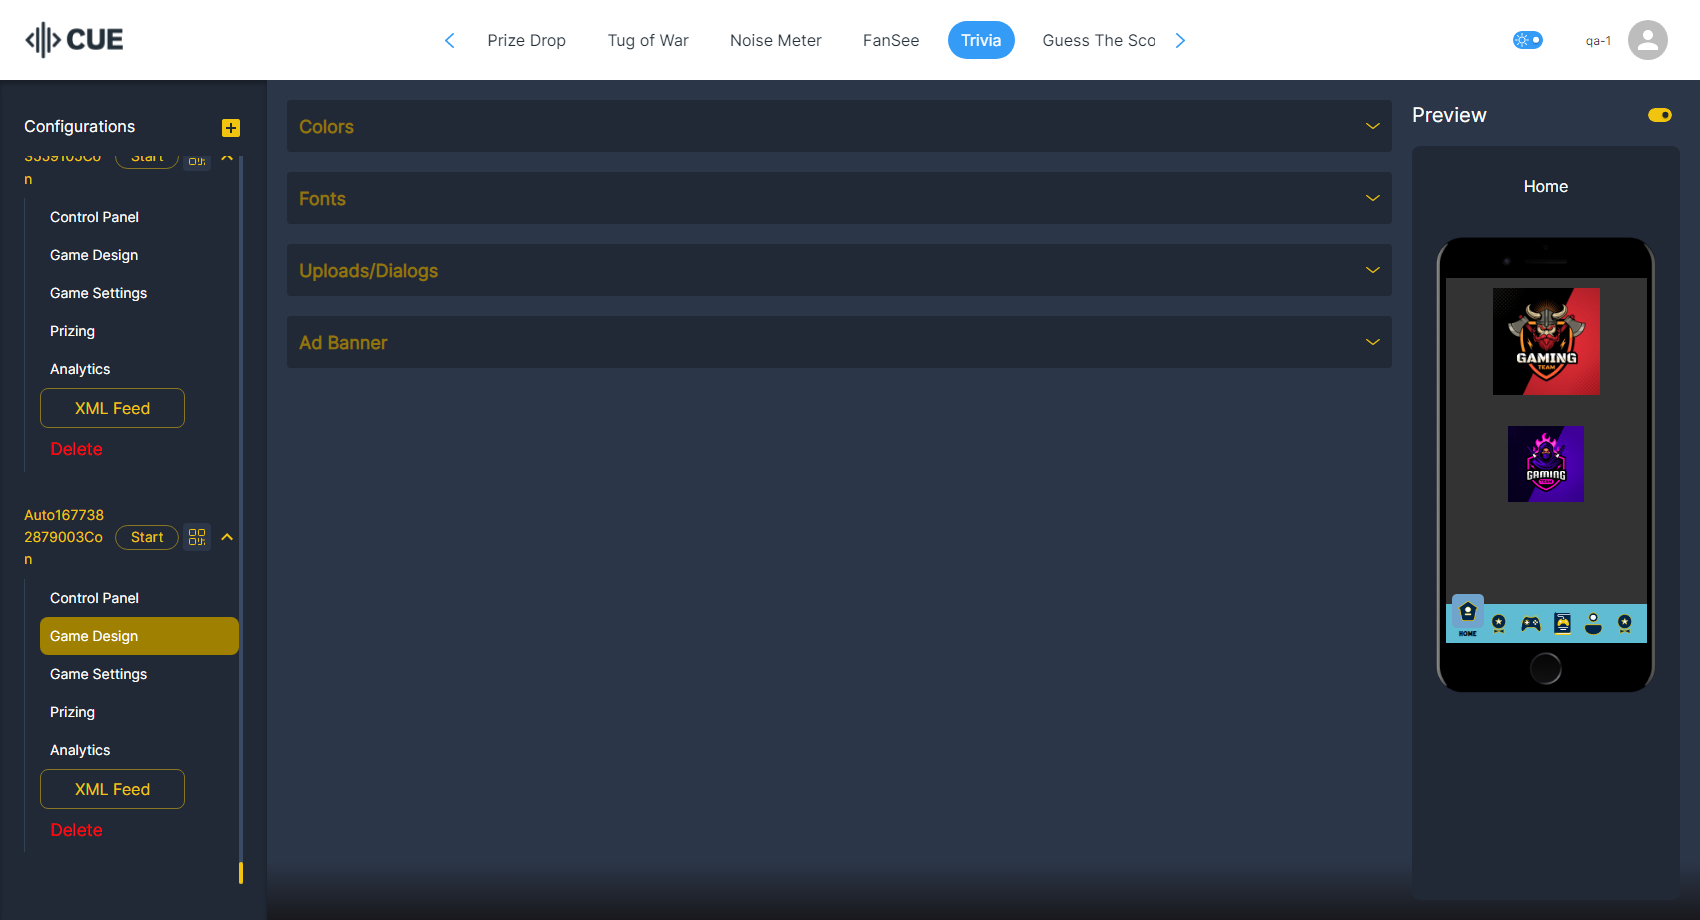 CUE
Prize Drop
Tug of War
Noise Meter
FanSee
Trivia
Guess The Sco
qa-1
Configurations
3559105Co
n
Start
Control Panel
Game Design
Game Settings
Prizing
Analytics
XML Feed
Delete
Auto167738
2879003Co
n
Start
Control Panel
Game Design
Game Settings
Prizing
Analytics
XML Feed
Delete
Colors
Fonts
Uploads/Dialogs
Ad Banner
Preview
Home
GAMING
TEAM
GAMING
TEAM
HOME